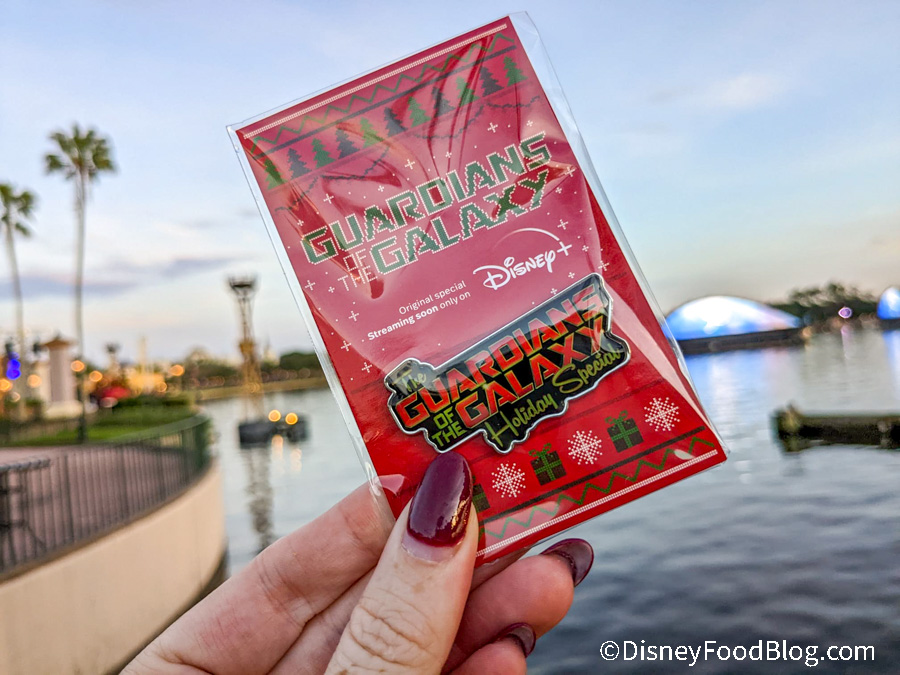 GUARDIANS
OF THE GALAXY
Disney+
Original special
Streaming soon only on
The
GUARDIANS
OF THE GALAXY
Holiday Special
©DisneyFoodBlog.com